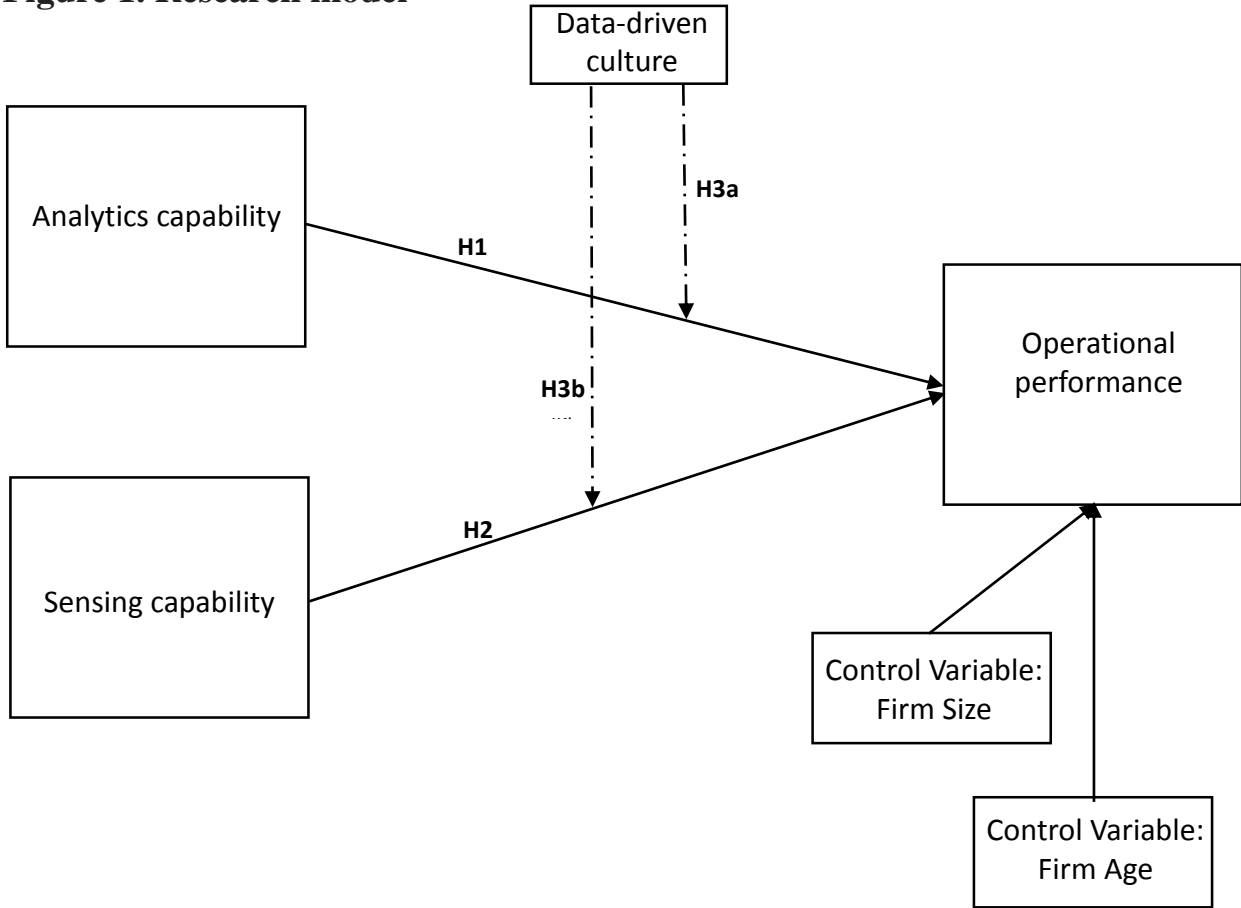 Figure 1. Research model
Data-driven
culture
Analytics capability
H3a
H1
Operational
performance
H3b
H2
Sensing capability
Control Variable:
Firm Size
Control Variable:
Firm Age